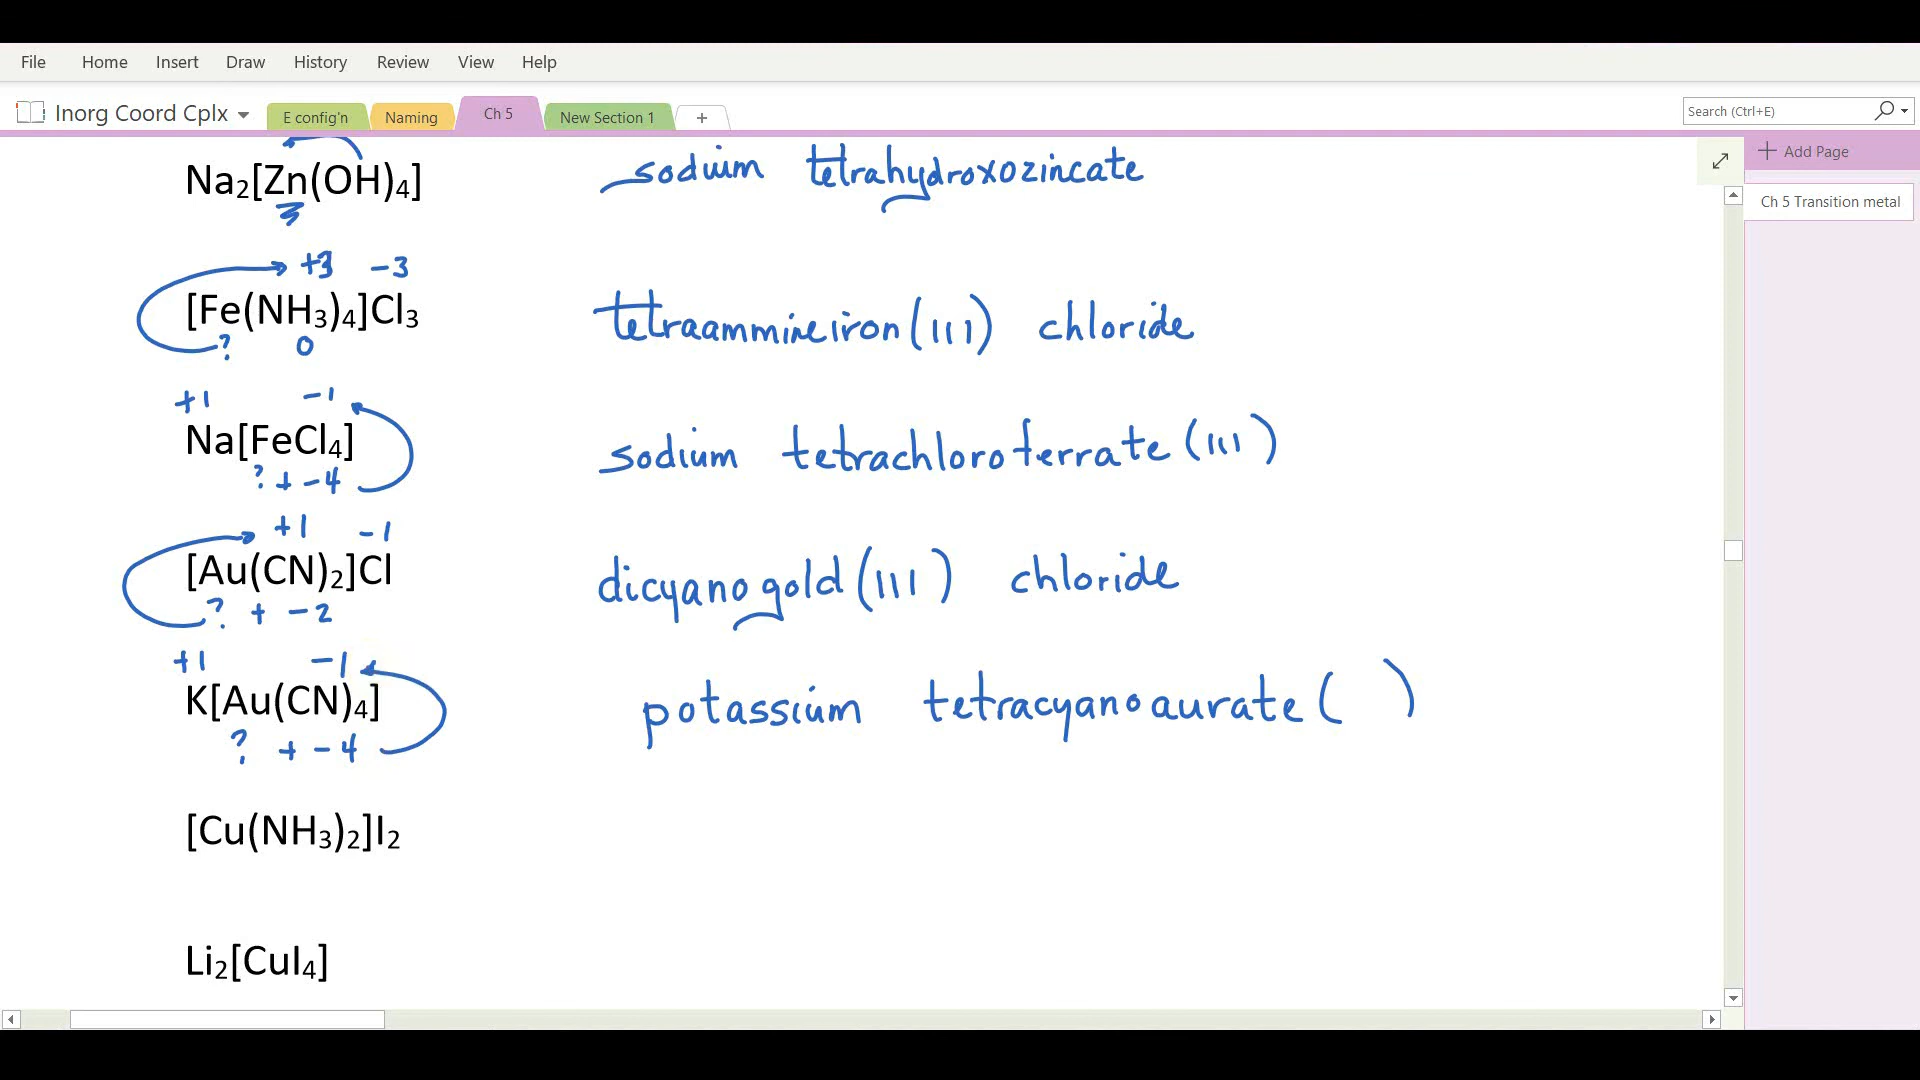 File Home Insert Draw History Review View Help
Inorg Coord Cplx E config'n Naming Ch 5 New Section 1 + Search (Ctrl+E)
Add Page
Ch 5 Transition metal
Na₂[Zn(OH)₄] sodium tetrahydroxozincate
+3 -3
[Fe(NH₃)₄]Cl₃ tetraammineiron(III) chloride
? 0
+1 -1
Na[FeCl₄] sodium tetrachloroferrate(III)
? + -4
+1 -1
[Au(CN)₂]Cl dicyanogold(III) chloride
? + -2
+1 -1
K[Au(CN)₄] potassium tetracyanoaurate( )
? + -4
[Cu(NH₃)₂]I₂
Li₂[CuI₄]